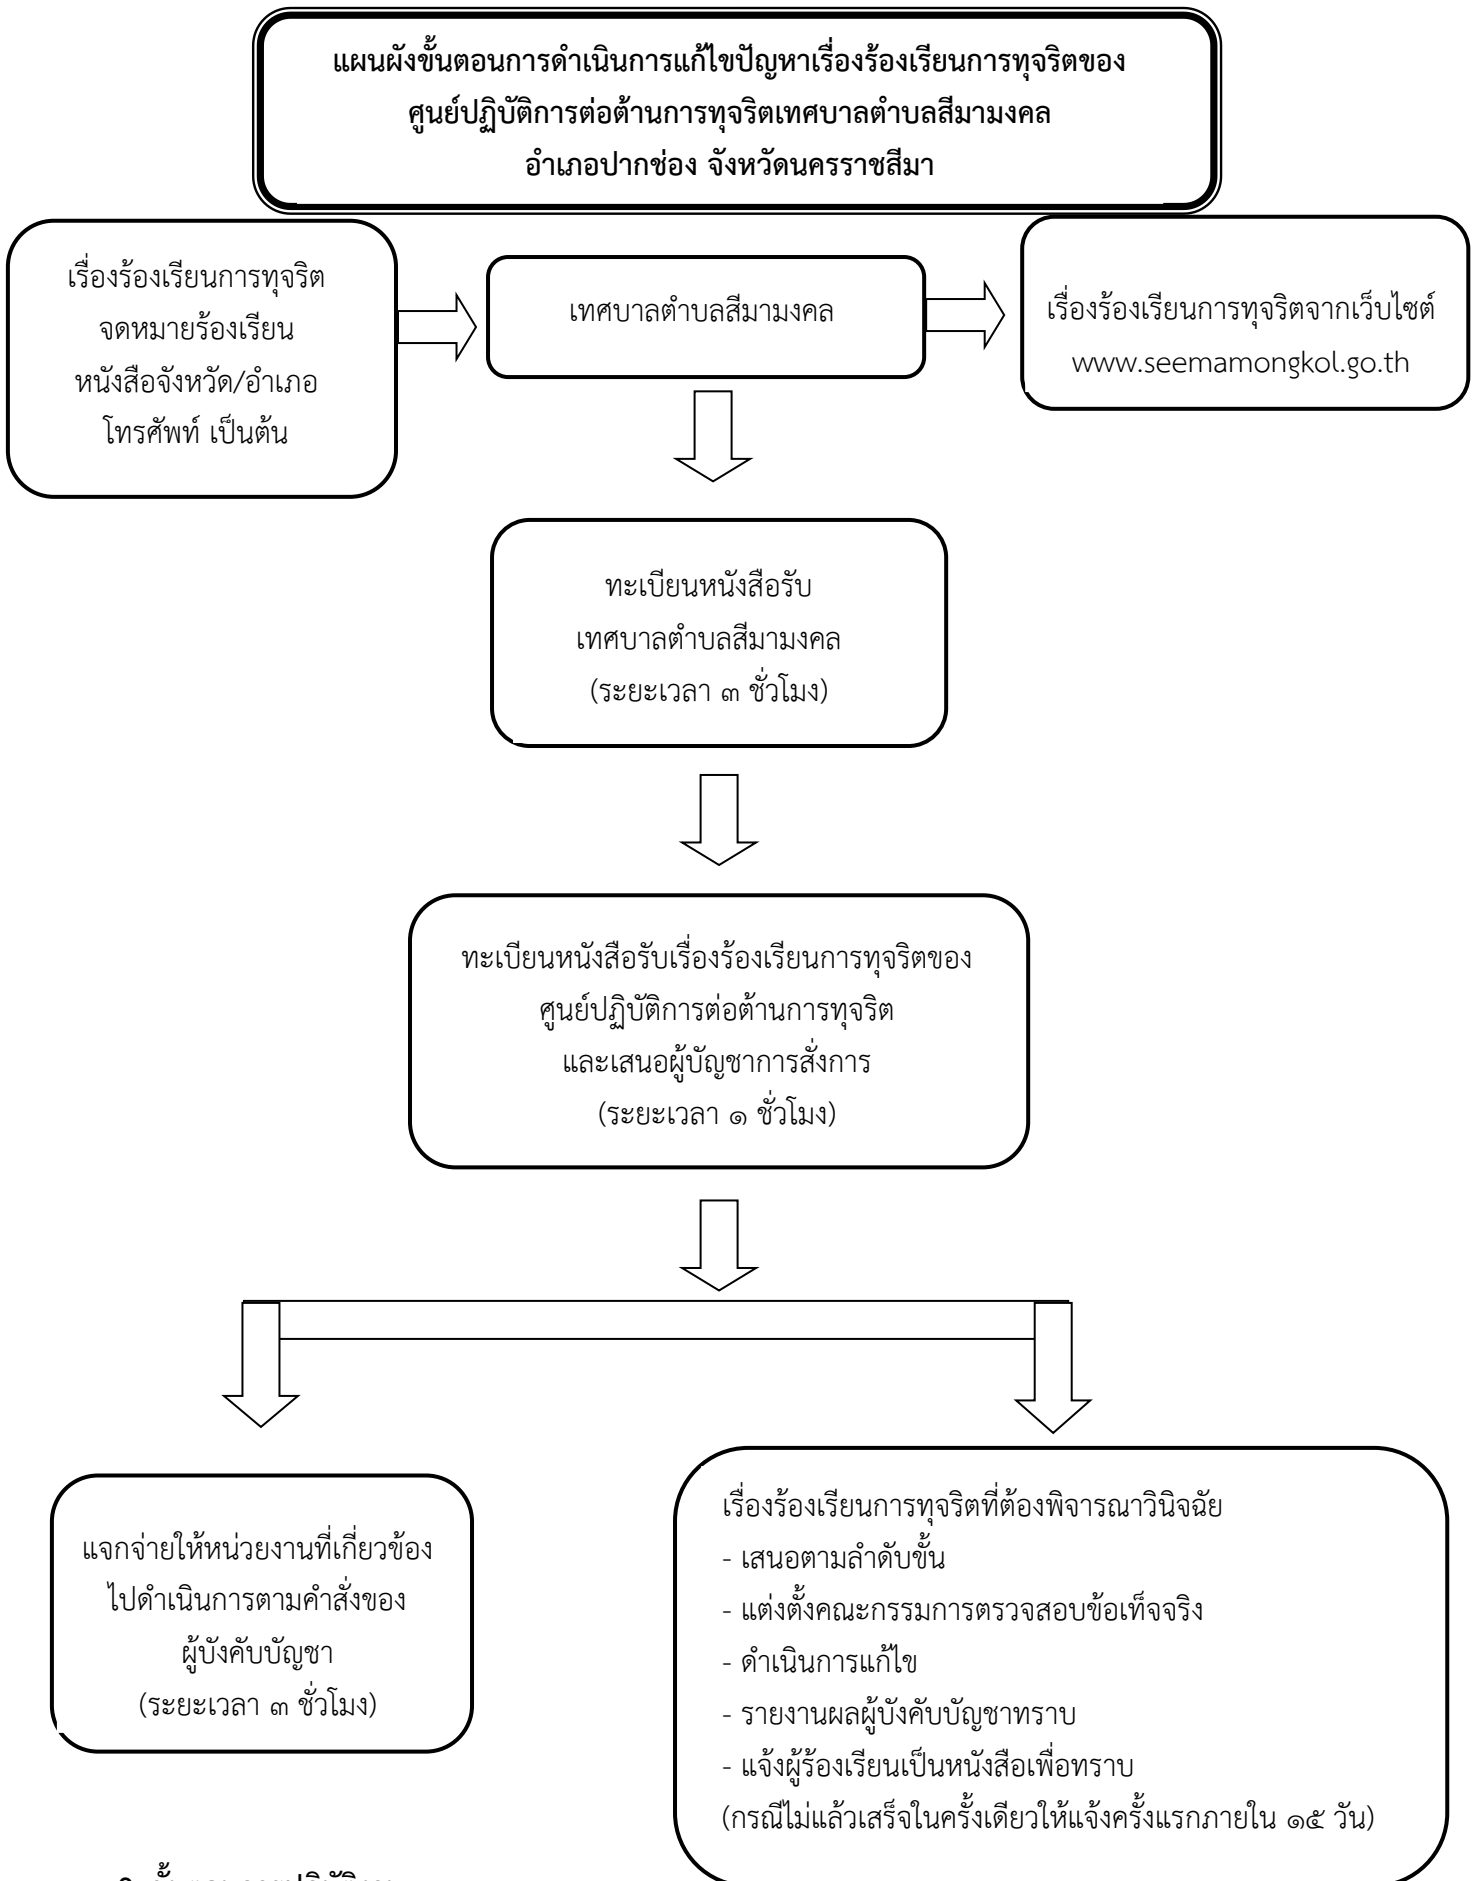 แผนผังขั้นตอนการดำเนินการแก้ไขปัญหาเรื่องร้องเรียนการทุจริตของ
ศูนย์ปฏิบัติการต่อต้านการทุจริตเทศบาลตำบลสีมามงคล
อำเภอปากช่อง จังหวัดนครราชสีมา
เรื่องร้องเรียนการทุจริต
จดหมายร้องเรียน
หนังสือจังหวัด/อำเภอ
โทรศัพท์ เป็นต้น
เทศบาลตำบลสีมามงคล
เรื่องร้องเรียนการทุจริตจากเว็บไซต์
www.seemamongkol.go.th
ทะเบียนหนังสือรับ
เทศบาลตำบลสีมามงคล
(ระยะเวลา ๓ ชั่วโมง)
ทะเบียนหนังสือรับเรื่องร้องเรียนการทุจริตของ
ศูนย์ปฏิบัติการต่อต้านการทุจริต
และเสนอผู้บัญชาการสั่งการ
(ระยะเวลา ๑ ชั่วโมง)
แจกจ่ายให้หน่วยงานที่เกี่ยวข้อง
ไปดำเนินการตามคำสั่งของ
ผู้บังคับบัญชา
(ระยะเวลา ๓ ชั่วโมง)
เรื่องร้องเรียนการทุจริตที่ต้องพิจารณาวินิจฉัย
- เสนอตามลำดับขั้น
- แต่งตั้งคณะกรรมการตรวจสอบข้อเท็จจริง
- ดำเนินการแก้ไข
- รายงานผลผู้บังคับบัญชาทราบ
- แจ้งผู้ร้องเรียนเป็นหนังสือเพื่อทราบ
(กรณีไม่แล้วเสร็จในครั้งเดียวให้แจ้งครั้งแรกภายใน ๑๕ วัน)